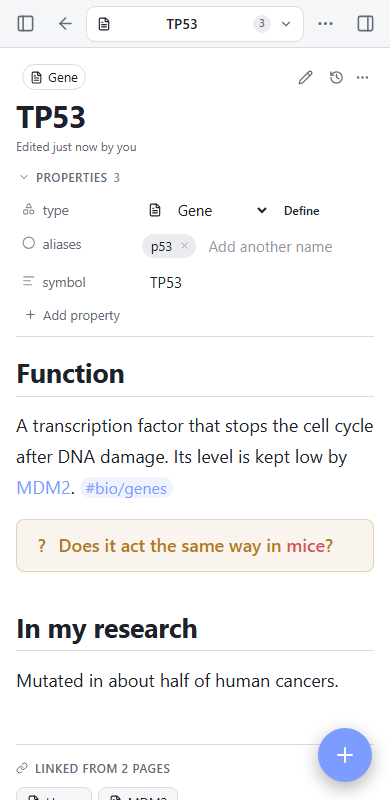 TP53 3
Gene
TP53
Edited just now by you
PROPERTIES 3
type Gene Define
aliases p53 × Add another name
symbol TP53
+ Add property
Function
A transcription factor that stops the cell cycle
after DNA damage. Its level is kept low by
MDM2. #bio/genes
? Does it act the same way in mice?
In my research
Mutated in about half of human cancers.
LINKED FROM 2 PAGES
MDM2